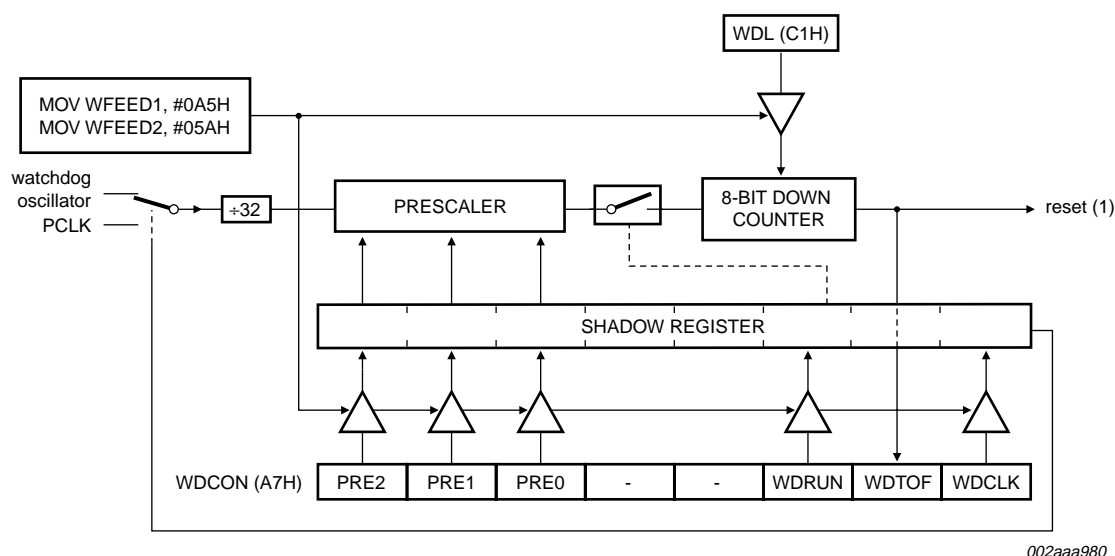 WDL (C1H)
MOV WFEED1, #0A5H
MOV WFEED2, #05AH
watchdog
oscillator
PCLK
÷32
PRESCALER
8-BIT DOWN
COUNTER
reset (1)
SHADOW REGISTER
WDCON (A7H)
PRE2
PRE1
PRE0
-
-
WDRUN
WDTOF
WDCLK
002aaa980